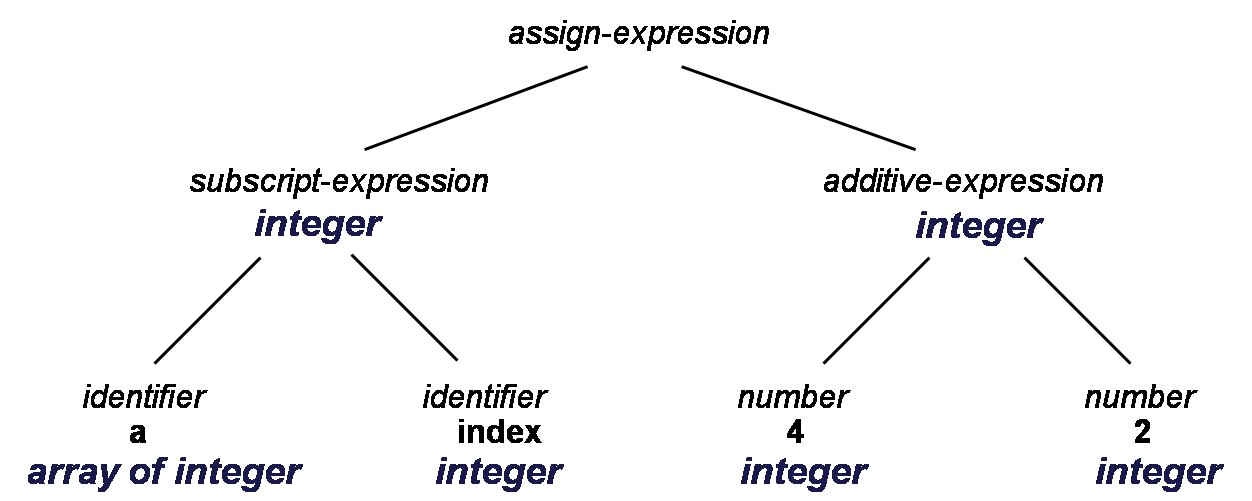 assign-expression
subscript-expression
additive-expression
integer
integer
identifier
identifier
number
number
a
index
4
2
array of integer
integer
integer
integer